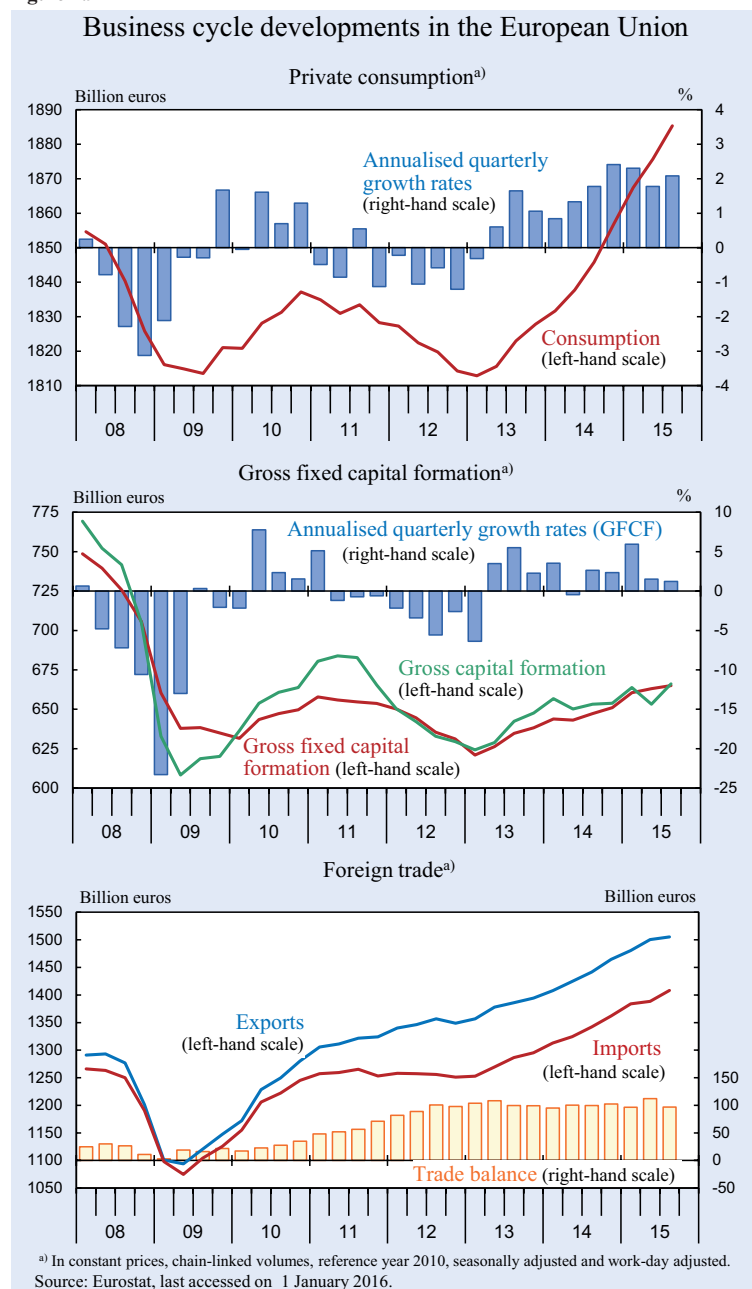 Business cycle developments in the European Union
Private consumption a)
Billion euros %
1890 4
1880 3
1870 2
1860 1
1850 0
1840 -1
1830 -2
1820 -3
1810 -4
Annualised quarterly
growth rates
(right-hand scale)
Consumption
(left-hand scale)
08 09 10 11 12 13 14 15
Gross fixed capital formation a)
Billion euros %
775 10
750 5
725 0
700 -5
675 -10
650 -15
625 -20
600 -25
Annualised quarterly growth rates (GFCF)
(right-hand scale)
Gross capital formation
(left-hand scale)
Gross fixed capital
formation (left-hand scale)
08 09 10 11 12 13 14 15
Foreign trade a)
Billion euros Billion euros
1550
1500
1450
1400
1350
1300
1250 150
1200 100
1150 50
1100 0
1050 -50
Exports
(left-hand scale)
Imports
(left-hand scale)
Trade balance (right-hand scale)
08 09 10 11 12 13 14 15
a) In constant prices, chain-linked volumes, reference year 2010, seasonally adjusted and work-day adjusted.
Source: Eurostat, last accessed on 1 January 2016.